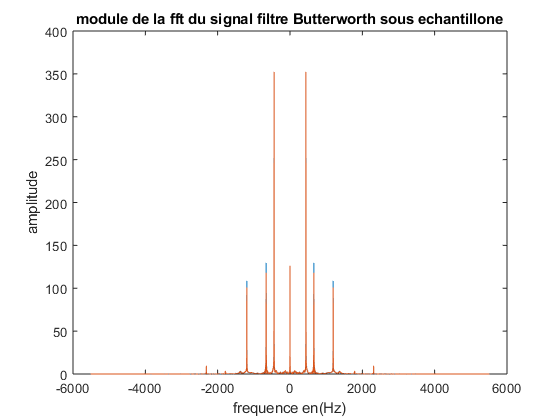 module de la fft du signal filtre Butterworth sous echantillone
400
350
300
250
200
150
100
50
0
amplitude
-6000 -4000 -2000 0 2000 4000 6000
frequence en(Hz)